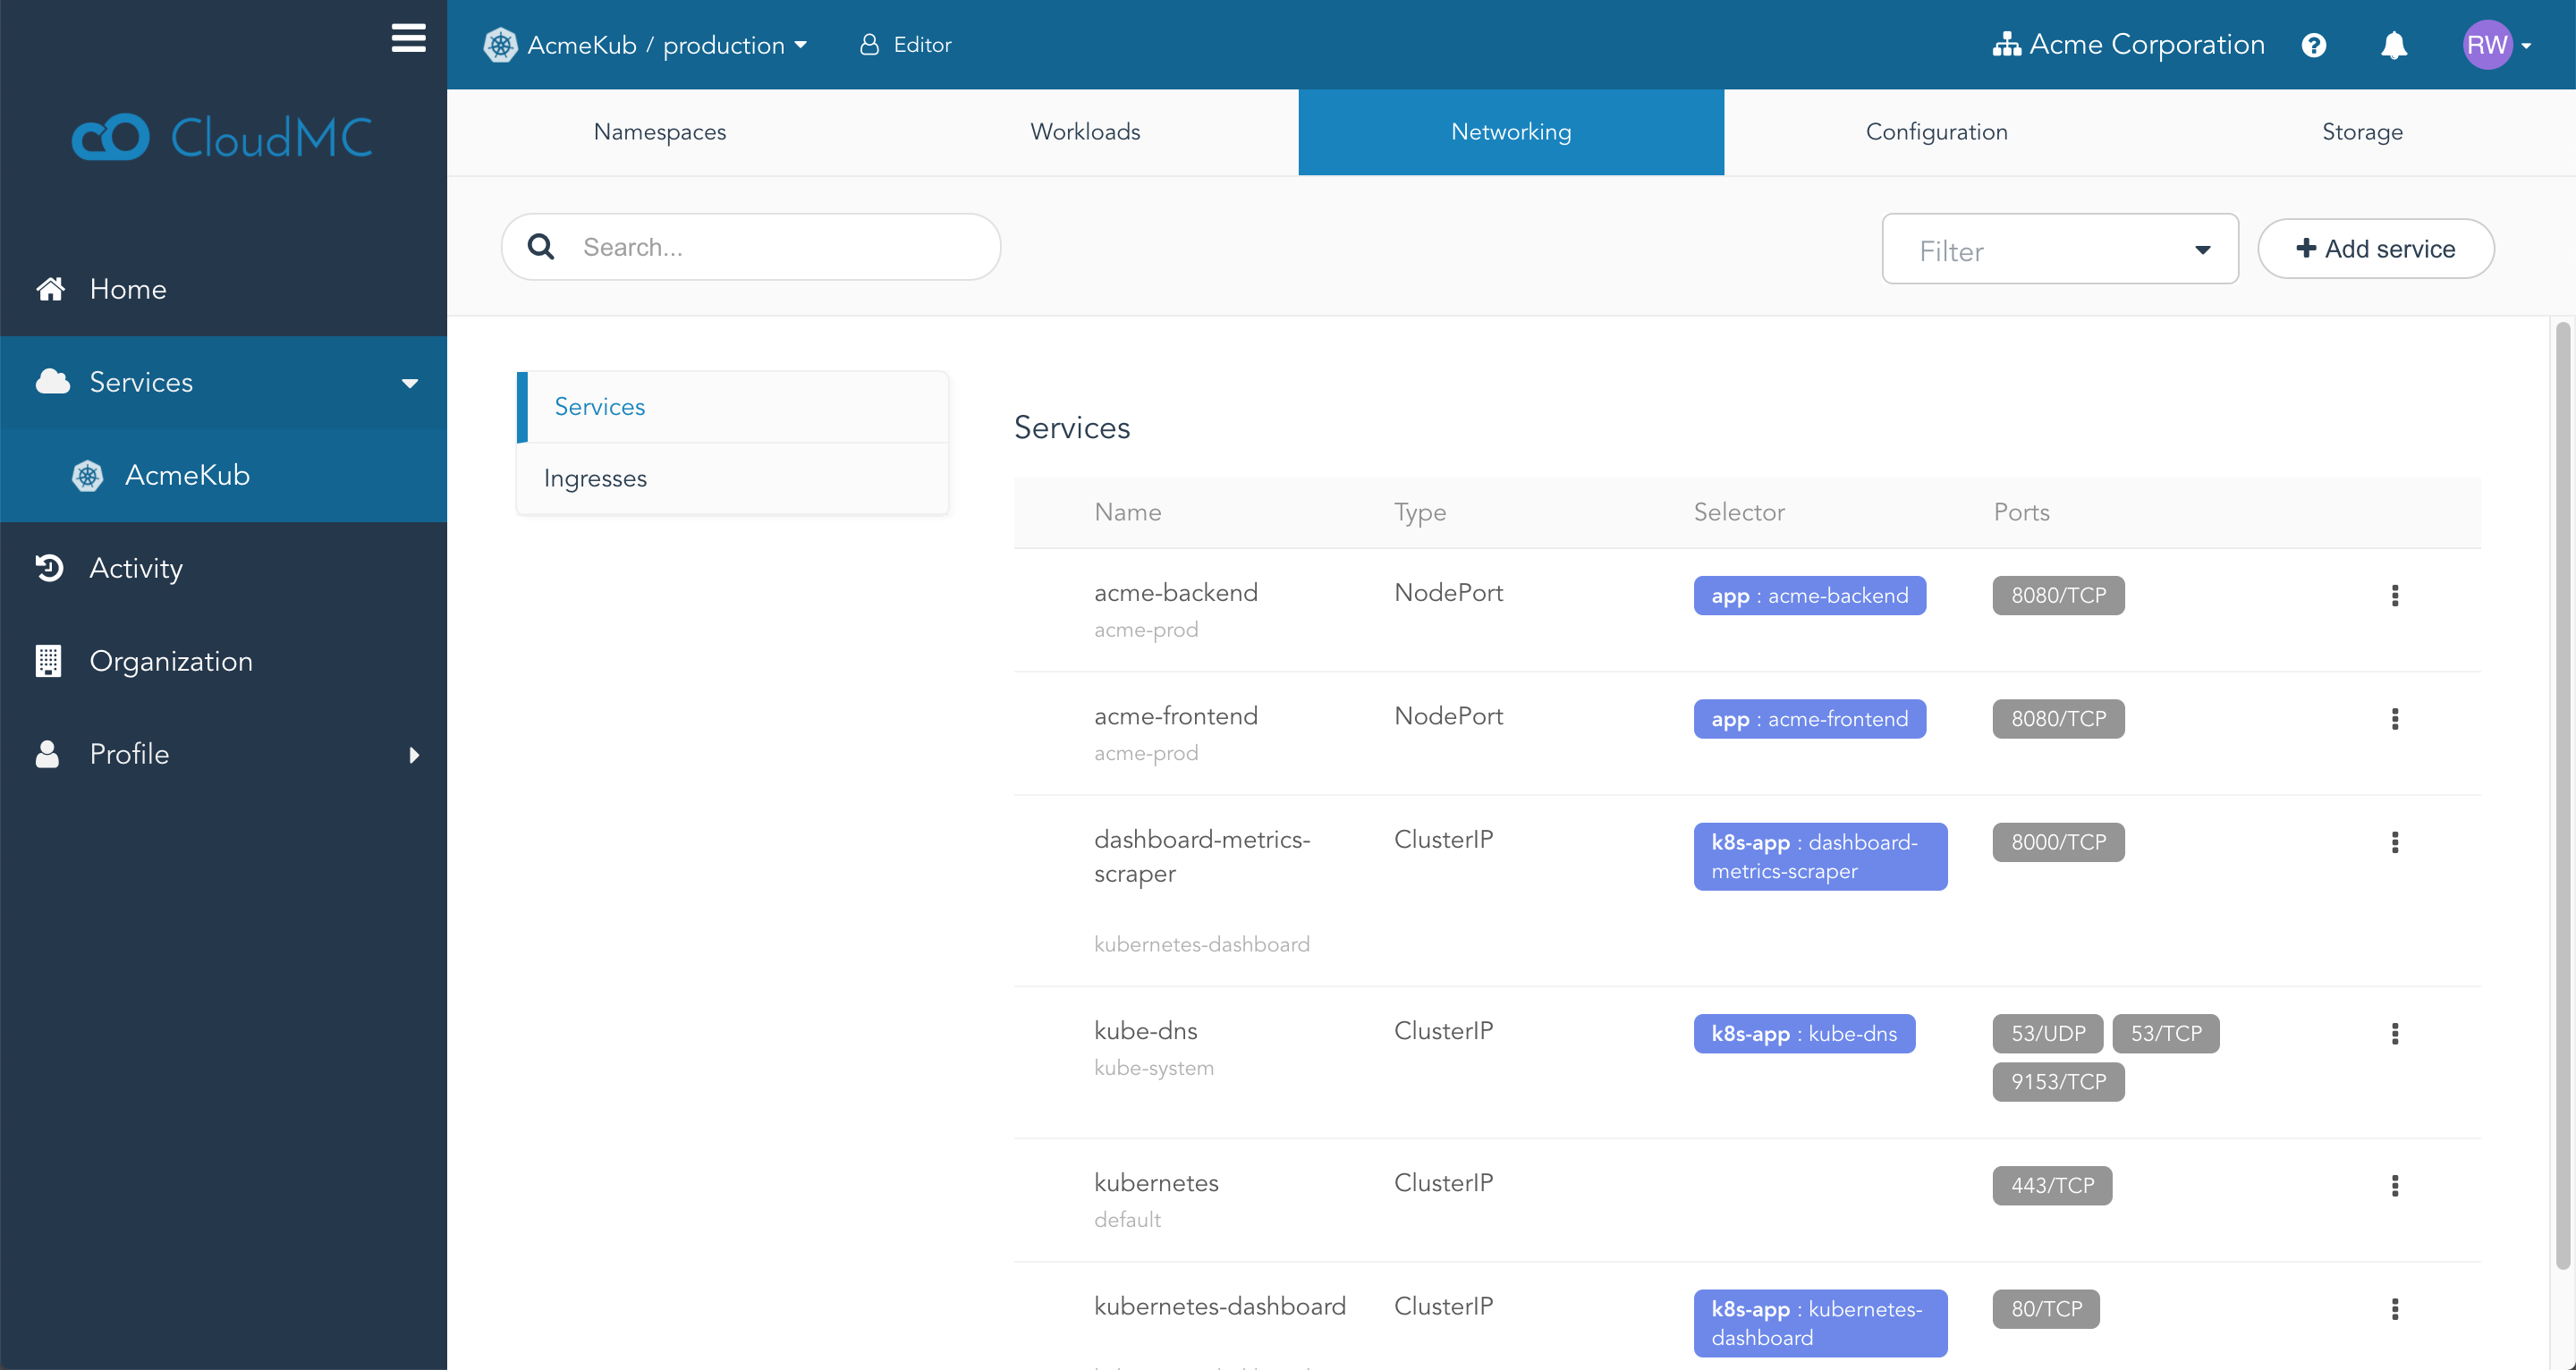 CloudMC
Home
Services
AcmeKub
Activity
Organization
Profile
AcmeKub / production
Editor
Acme Corporation
?
RW
Namespaces
Workloads
Networking
Configuration
Storage
Search...
Filter
+ Add service
Services
Ingresses
Services
Name Type Selector Ports
acme-backend NodePort app : acme-backend 8080/TCP
acme-prod
acme-frontend NodePort app : acme-frontend 8080/TCP
acme-prod
dashboard-metrics- ClusterIP k8s-app : dashboard- 8000/TCP
scraper metrics-scraper
kubernetes-dashboard
kube-dns ClusterIP k8s-app : kube-dns 53/UDP 53/TCP
kube-system 9153/TCP
kubernetes ClusterIP 443/TCP
default
kubernetes-dashboard ClusterIP k8s-app : kubernetes- 80/TCP
dashboard